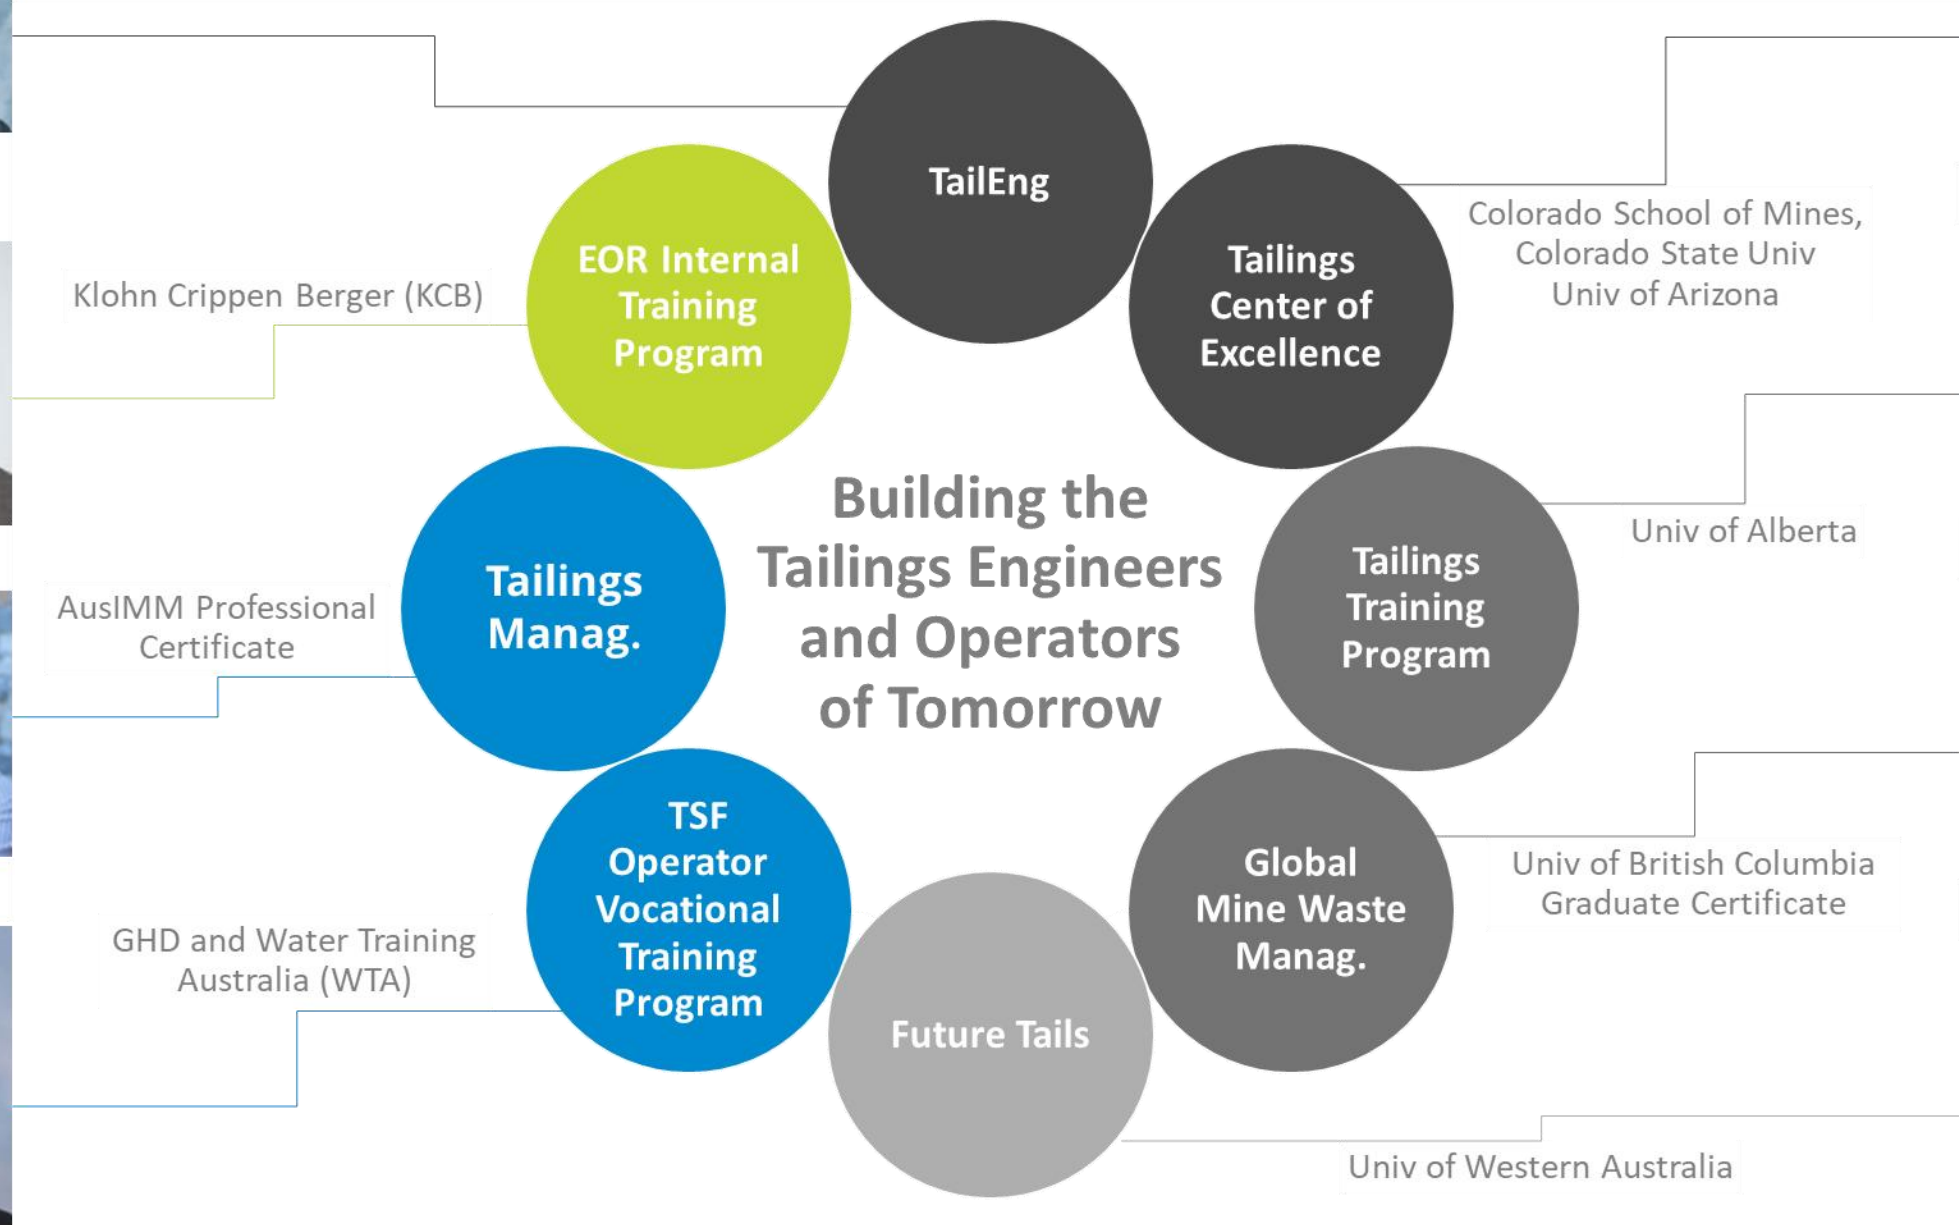 TailEng
EOR Internal
Training
Program
Tailings
Center of
Excellence
Colorado School of Mines,
Colorado State Univ
Univ of Arizona
Klohn Crippen Berger (KCB)
Building the
Tailings Engineers
and Operators
of Tomorrow
Tailings
Manag.
AusIMM Professional
Certificate
Tailings
Training
Program
Univ of Alberta
TSF
Operator
Vocational
Training
Program
GHD and Water Training
Australia (WTA)
Global
Mine Waste
Manag.
Univ of British Columbia
Graduate Certificate
Future Tails
Univ of Western Australia